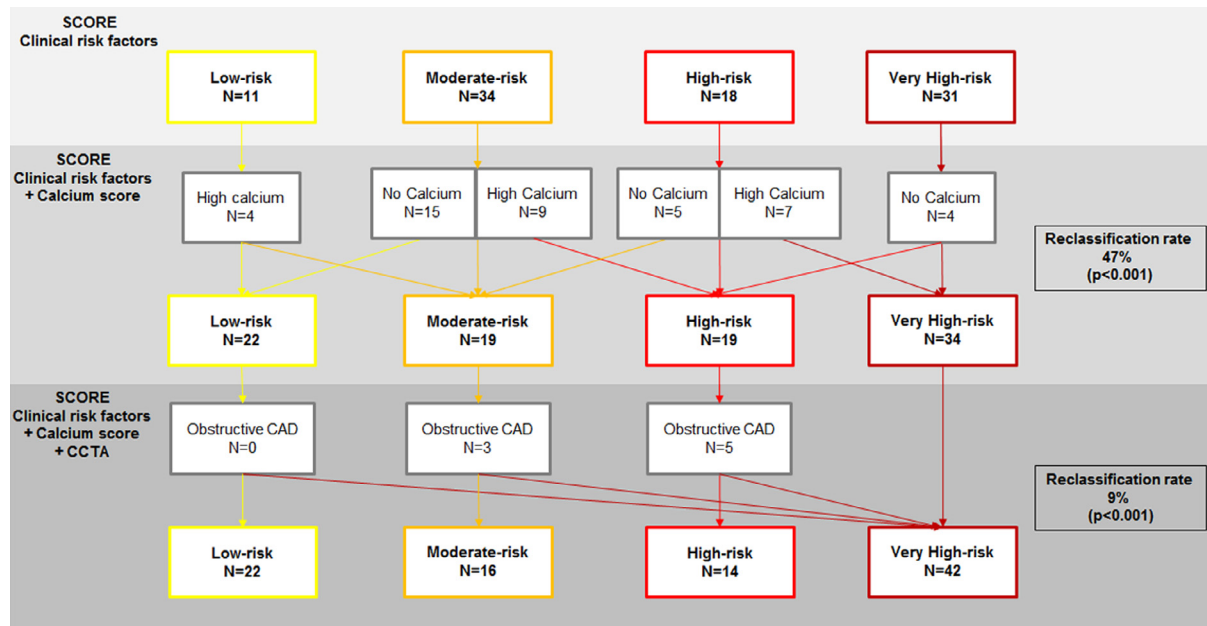 SCORE
Clinical risk factors
Low-risk
N=11
Moderate-risk
N=34
High-risk
N=18
Very High-risk
N=31
SCORE
Clinical risk factors
+ Calcium score
High calcium
N=4
No Calcium
N=15
High Calcium
N=9
No Calcium
N=5
High Calcium
N=7
No Calcium
N=4
Reclassification rate
47%
(p<0.001)
Low-risk
N=22
Moderate-risk
N=19
High-risk
N=19
Very High-risk
N=34
SCORE
Clinical risk factors
+ Calcium score
+ CCTA
Obstructive CAD
N=0
Obstructive CAD
N=3
Obstructive CAD
N=5
Reclassification rate
9%
(p<0.001)
Low-risk
N=22
Moderate-risk
N=16
High-risk
N=14
Very High-risk
N=42